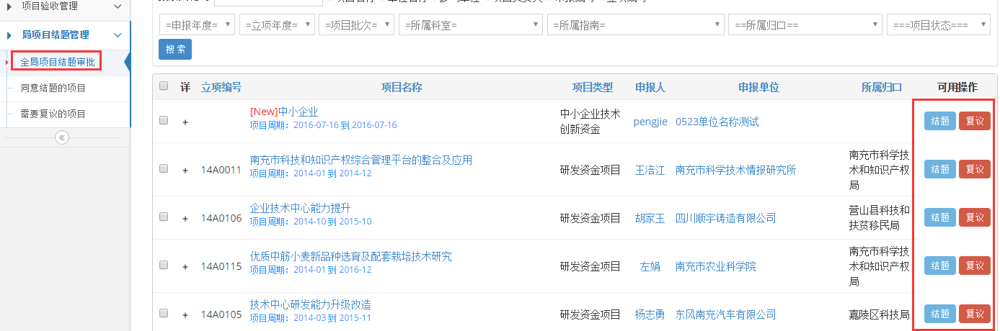 项目验收管理
局项目结题管理
全局项目结题审批
同意结题的项目
需要复议的项目
=申报年度= =立项年度= =项目批次= =所属科室= =所属指南= ==所属归口== ===项目状态===
搜 索
详 立项编号 项目名称 项目类型 申报人 申报单位 所属归口 可用操作
[New]中小企业
项目周期：2016-07-16 到 2016-07-16
中小企业技术
创新资金
pengjie 0523单位名称测试
结题 复议
+ 14A0011
南充市科技和知识产权综合管理平台的整合及应用
项目周期：2014-01 到 2014-12
研发资金项目 王涪江 南充市科学技术情报研究所
南充市科学技
术和知识产权
局
结题 复议
+ 14A0106
企业技术中心能力提升
项目周期：2014-10 到 2015-10
研发资金项目 胡家玉 四川顺宇铸造有限公司
营山县科技和
扶贫移民局
结题 复议
+ 14A0115
优质中筋小麦新品种选育及配套栽培技术研究
项目周期：2014-01 到 2016-12
研发资金项目 左娟 南充市农业科学院
南充市科学技
术和知识产权
局
结题 复议
+ 14A0105
技术中心研发能力升级改造
项目周期：2014-03 到 2015-11
研发资金项目 杨志勇 东风南充汽车有限公司 嘉陵区科技局
结题 复议